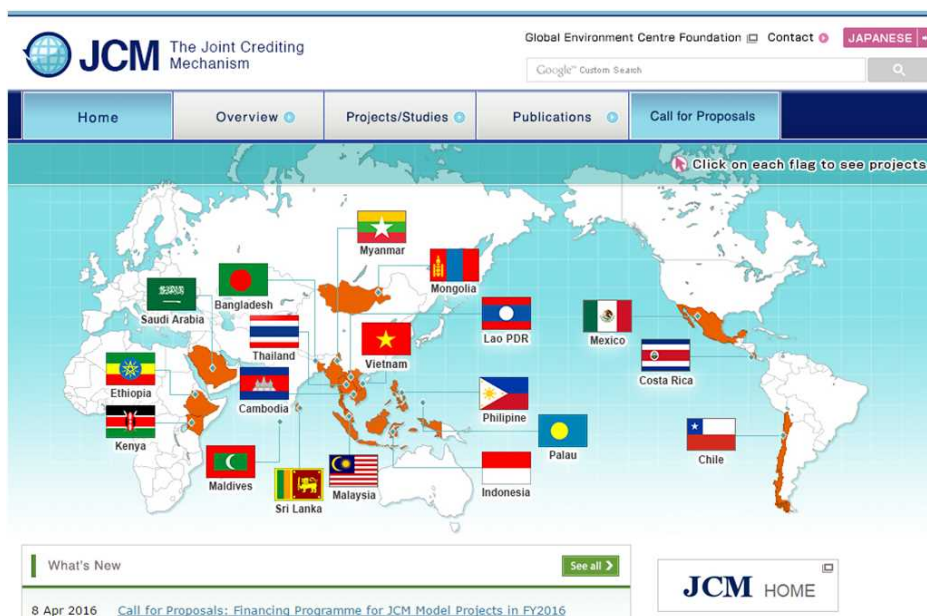 Global Environment Centre Foundation Contact JAPANESE
JCM The Joint Crediting
Mechanism
Google™ Custom Search
Home Overview Projects/Studies Publications Call for Proposals
Click on each flag to see projects
Myanmar
Mongolia
Bangladesh
Saudi Arabia
Lao PDR
Mexico
Thailand
Vietnam
Costa Rica
Ethiopia
Cambodia
Philipine
Kenya
Palau
Chile
Maldives
Sri Lanka
Malaysia
Indonesia
What's New See all
JCM HOME
8 Apr 2016 Call for Proposals: Financing Programme for JCM Model Projects in FY2016